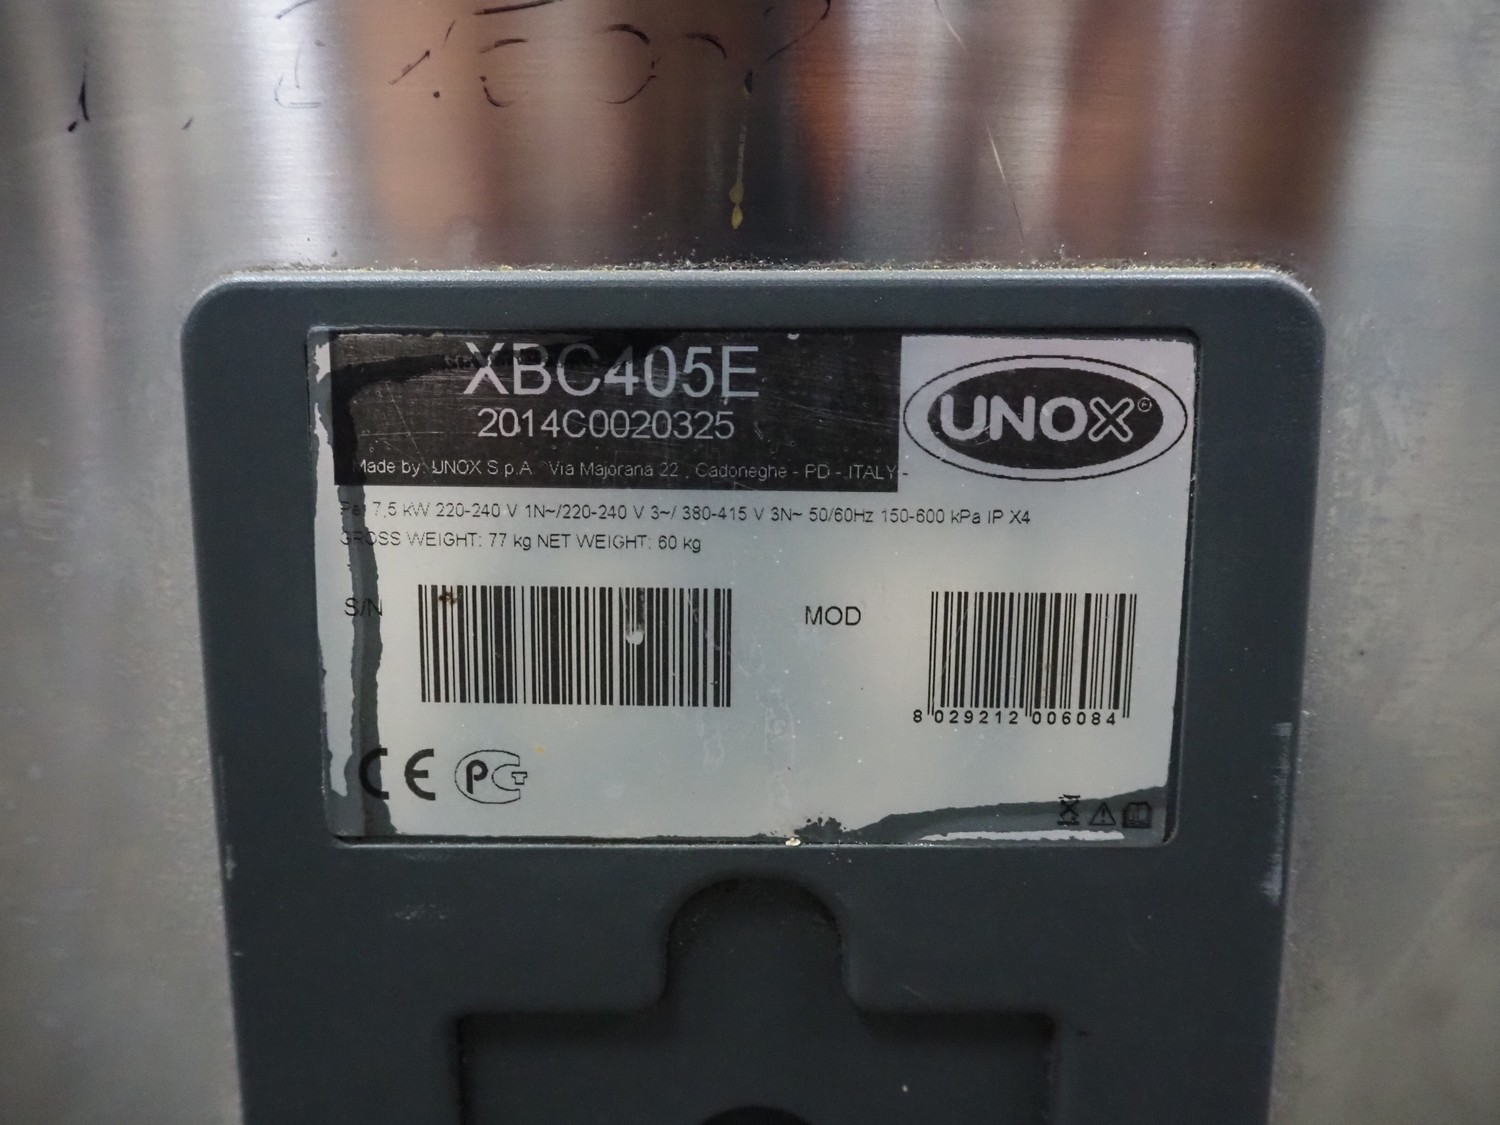 XBC405E
2014C0020325
UNOX®
Made by: UNOX S.p.A. Via Majorana 22 , Cadoneghe - PD - ITALY -
7,5 kW 220-240 V 1N~/220-240 V 3~/ 380-415 V 3N~ 50/60Hz 150-600 kPa IP X4
GROSS WEIGHT: 77 kg NET WEIGHT: 60 kg
S/N
MOD
8 029212 006084
CE PCT